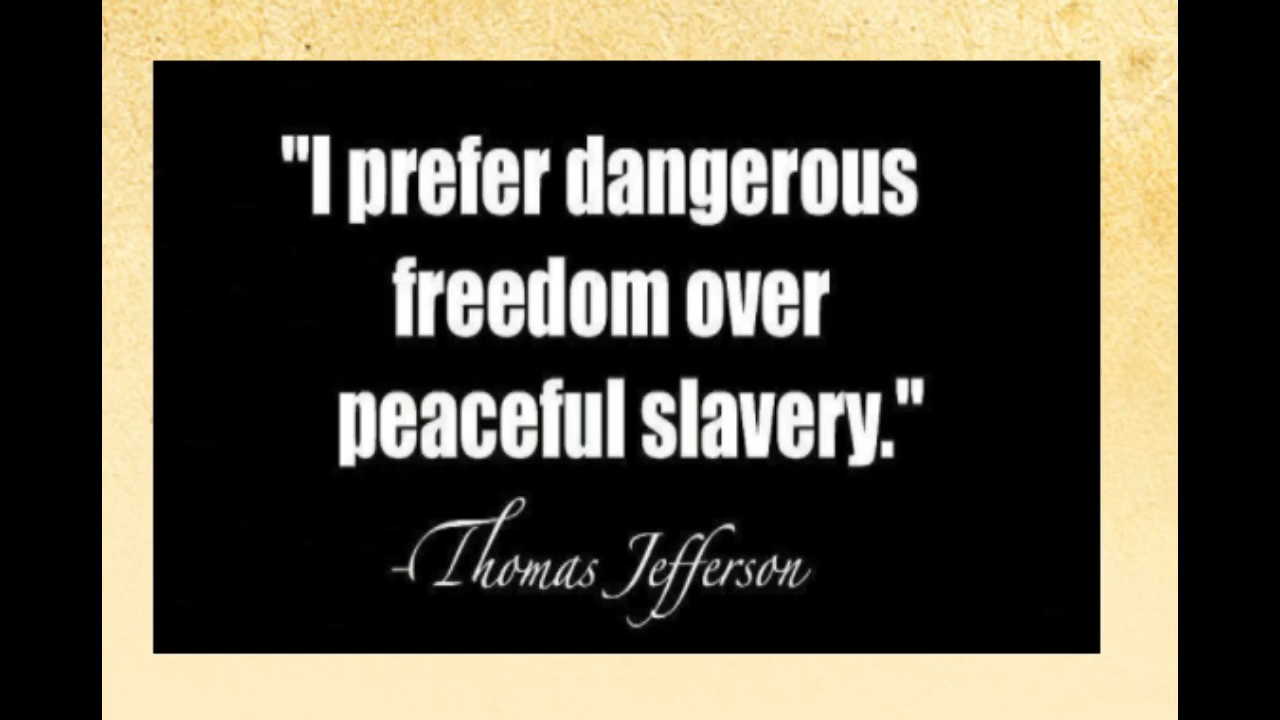 "I prefer dangerous
freedom over
peaceful slavery."
-Thomas Jefferson